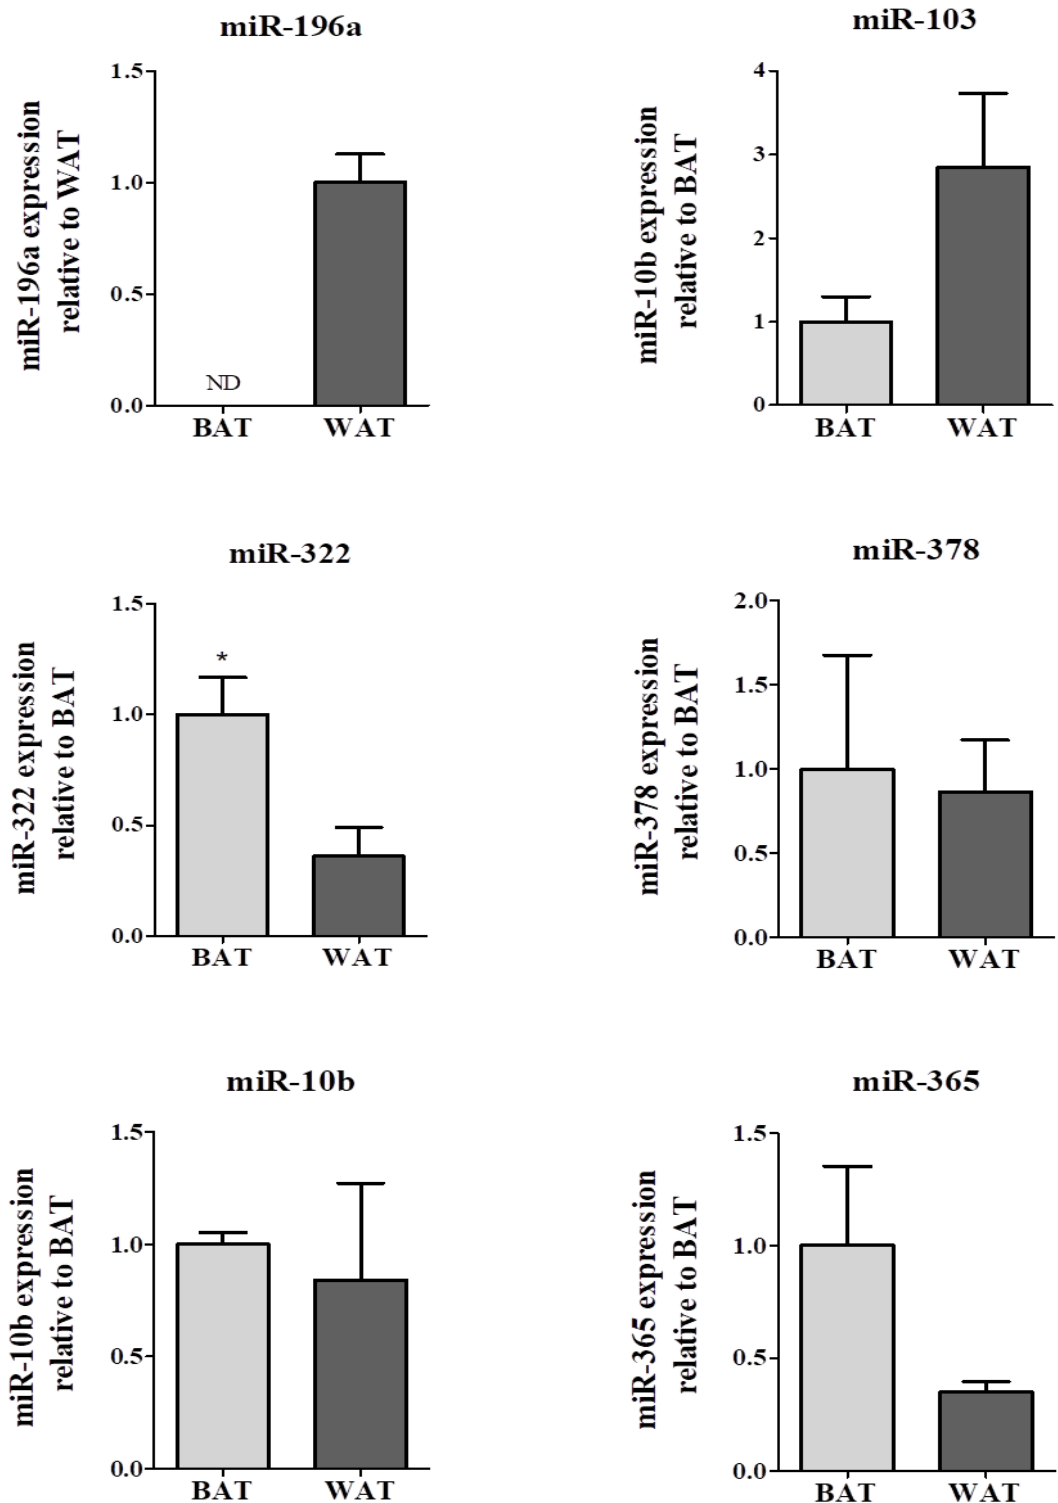 miR-196a
miR-196a expression
relative to WAT
1.5
1.0
0.5
0.0
ND
BAT WAT
miR-103
miR-10b expression
relative to BAT
4
3
2
1
0
BAT WAT
miR-322
miR-322 expression
relative to BAT
1.5
1.0
0.5
0.0
*
BAT WAT
miR-378
miR-378 expression
relative to BAT
2.0
1.5
1.0
0.5
0.0
BAT WAT
miR-10b
miR-10b expression
relative to BAT
1.5
1.0
0.5
0.0
BAT WAT
miR-365
miR-365 expression
relative to BAT
1.5
1.0
0.5
0.0
BAT WAT